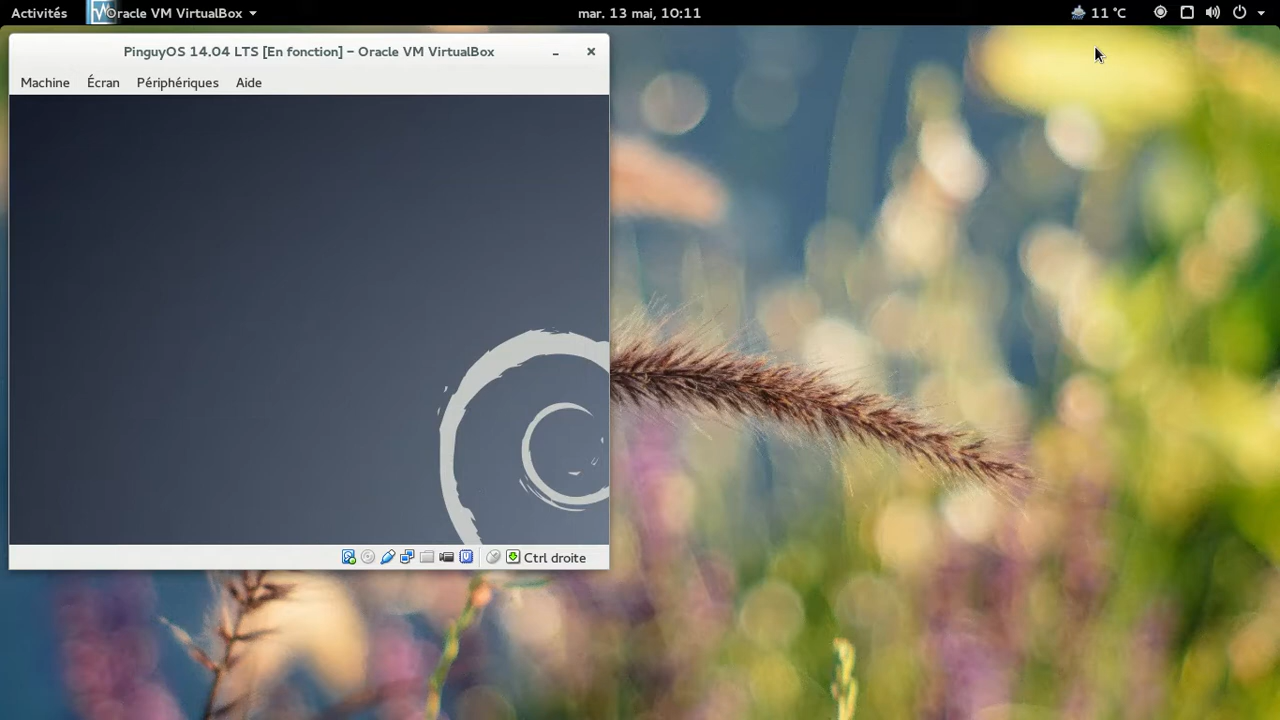 Activités Oracle VM VirtualBox mar. 13 mai, 10:11 11 °C
PinguyOS 14.04 LTS [En fonction] – Oracle VM VirtualBox
Machine Écran Périphériques Aide
Ctrl droite